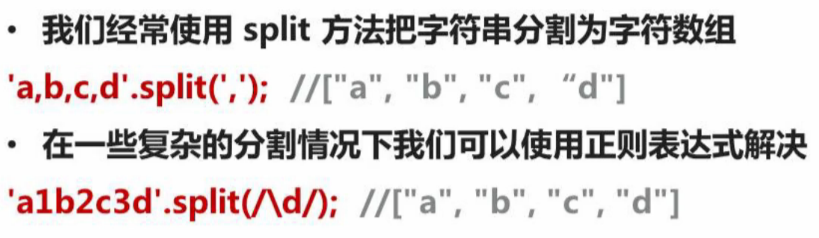 • 我们经常使用 split 方法把字符串分割为字符数组
'a,b,c,d'.split(','); //["a", "b", "c", “d"]
• 在一些复杂的分割情况下我们可以使用正则表达式解决
'a1b2c3d'.split(/\d/); //["a", "b", "c", "d"]